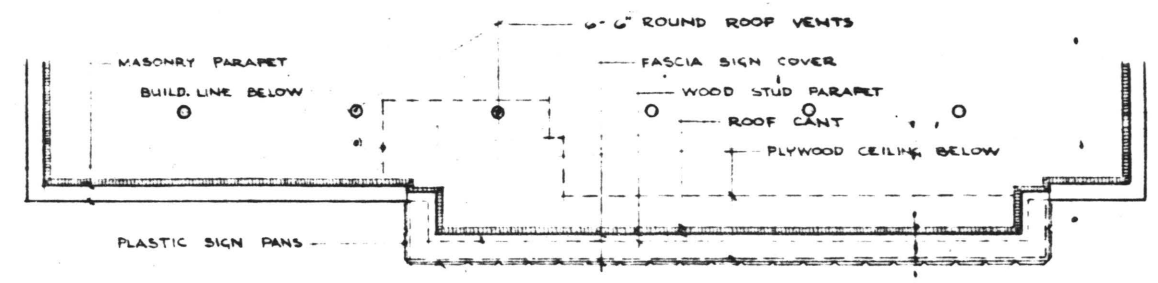 6-6" ROUND ROOF VENTS
MASONRY PARAPET
FASCIA SIGN COVER
BUILD. LINE BELOW
WOOD STUD PARAPET
ROOF CANT
PLYWOOD CEILING BELOW
PLASTIC SIGN PANS